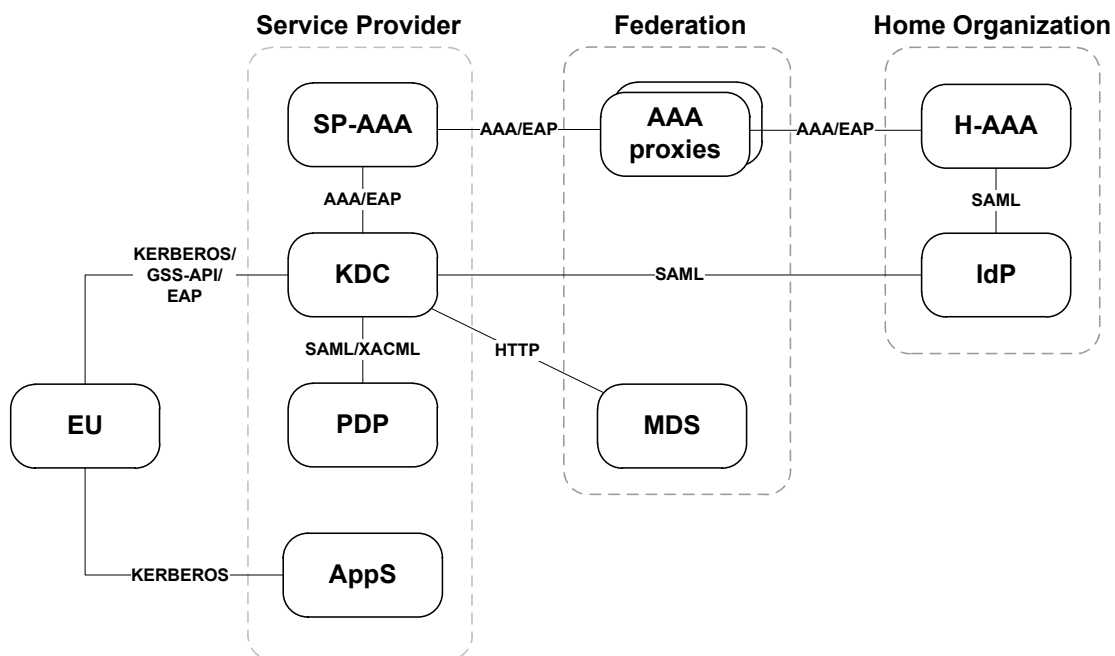 Service Provider
Federation
Home Organization
SP-AAA
AAA/EAP
AAA
proxies
AAA/EAP
H-AAA
AAA/EAP
SAML
KERBEROS/
GSS-API/
EAP
KDC
SAML
IdP
SAML/XACML
HTTP
EU
PDP
MDS
KERBEROS
AppS